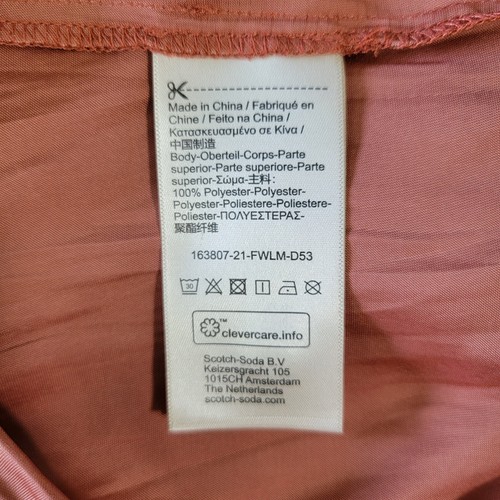 Made in China / Fabriqué en
Chine / Feito na China /
Κατασκευασμένο σε Κίνα /
中国制造
Body-Oberteil-Corps-Parte
superior-Parte superiore-Parte
superior-Σώμα-主料:
100% Polyester-Polyester-
Polyester-Poliestere-Poliestere-
Poliester-ΠΟΛΥΕΣΤΕΡΑΣ-
聚酯纤维
163807-21-FWLM-D53
30
™
clevercare.info
Scotch-Soda B.V
Keizersgracht 105
1015CH Amsterdam
The Netherlands
scotch-soda.com